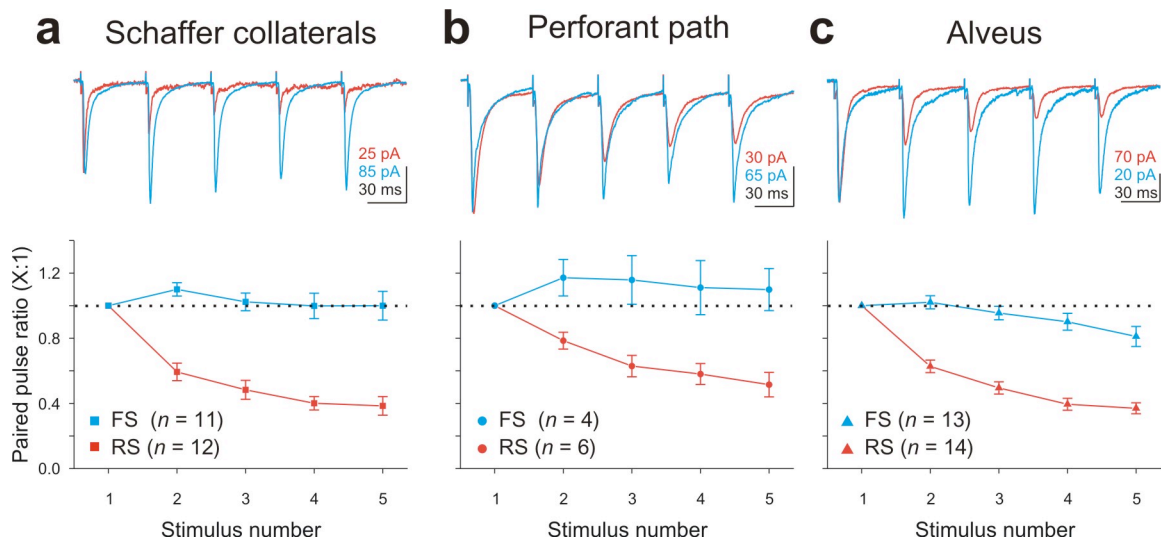 a Schaffer collaterals
25 pA
85 pA
30 ms
b Perforant path
30 pA
65 pA
30 ms
c Alveus
70 pA
20 pA
30 ms
Paired pulse ratio (X:1)
1.2
0.8
0.4
0.0
FS (n = 11)
RS (n = 12)
1 2 3 4 5
Stimulus number
FS (n = 4)
RS (n = 6)
1 2 3 4 5
Stimulus number
FS (n = 13)
RS (n = 14)
1 2 3 4 5
Stimulus number